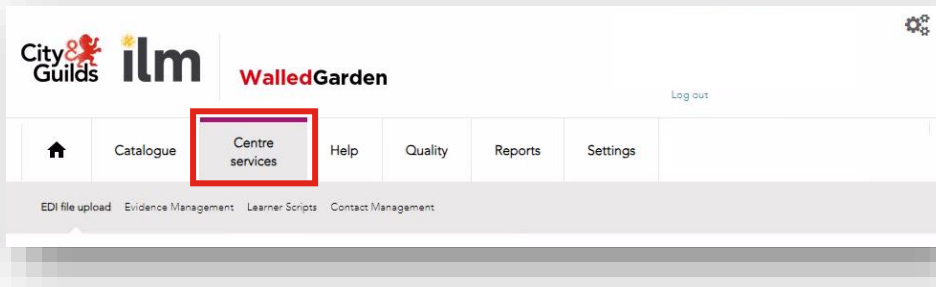 City & Guilds
ilm
WalledGarden
Log out
Catalogue
Centre services
Help
Quality
Reports
Settings
EDI file upload Evidence Management Learner Scripts Contact Management